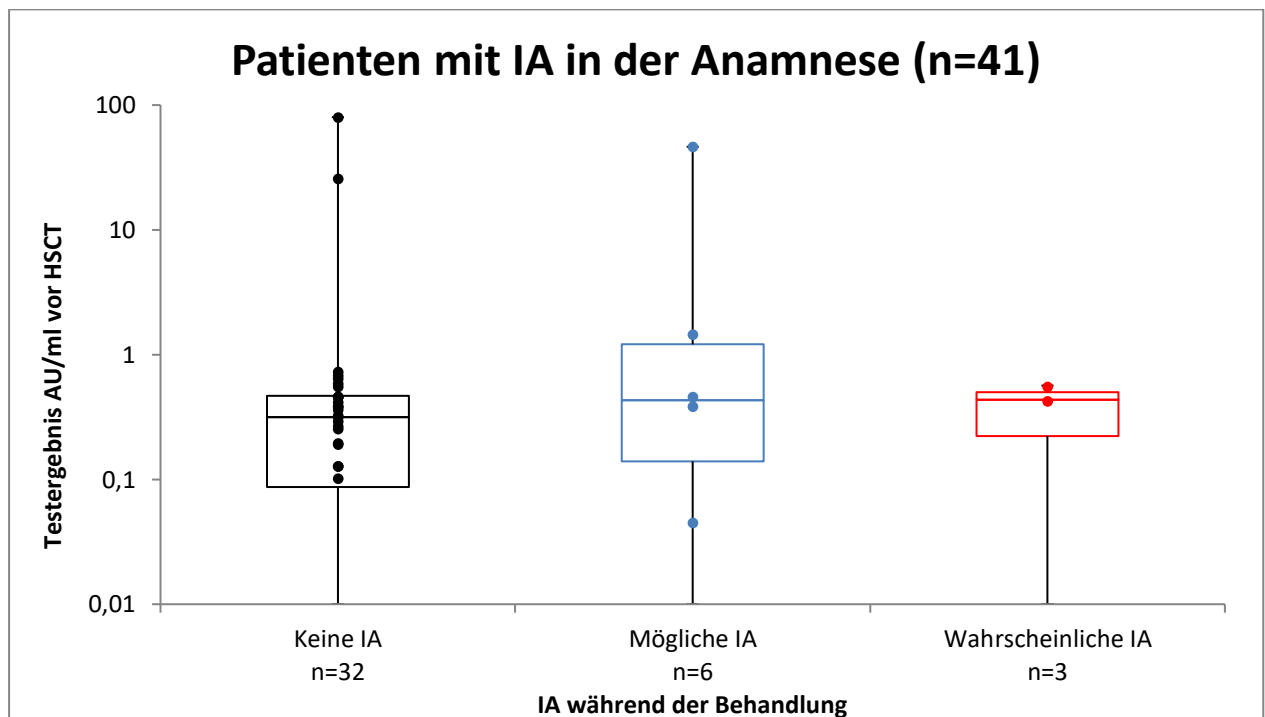 Patienten mit IA in der Anamnese (n=41)
Testergebnis AU/ml vor HSCT
100
10
1
0,1
0,01
Keine IA
n=32
Mögliche IA
n=6
Wahrscheinliche IA
n=3
IA während der Behandlung